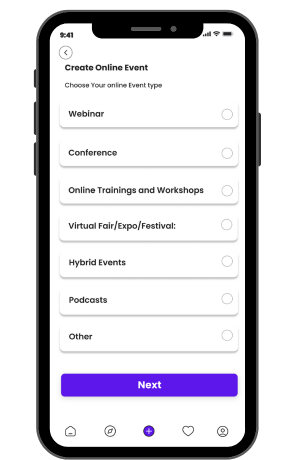 9:41
Create Online Event
Choose Your online Event type
Webinar
Conference
Online Trainings and Workshops
Virtual Fair/Expo/Festival:
Hybrid Events
Podcasts
Other
Next